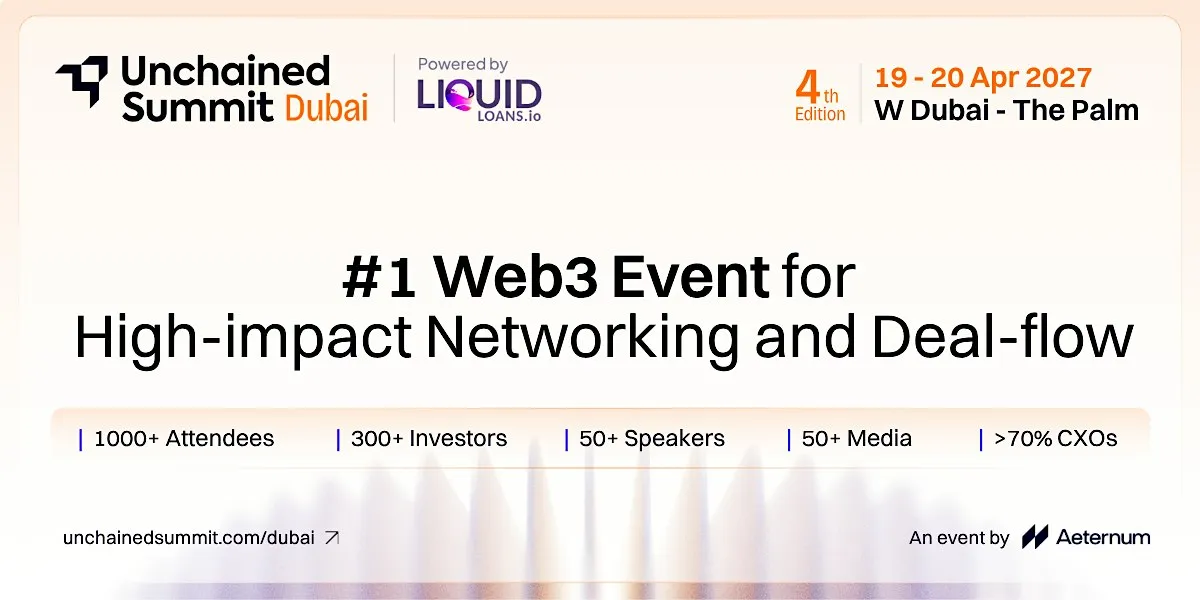 Unchained
Summit Dubai
Powered by
LIQUID
LOANS.io
4th
Edition
19 - 20 Apr 2027
W Dubai - The Palm
#1 Web3 Event for
High-impact Networking and Deal-flow
| 1000+ Attendees | 300+ Investors | 50+ Speakers | 50+ Media | >70% CXOs
unchainedsummit.com/dubai ↗
An event by Aeternum